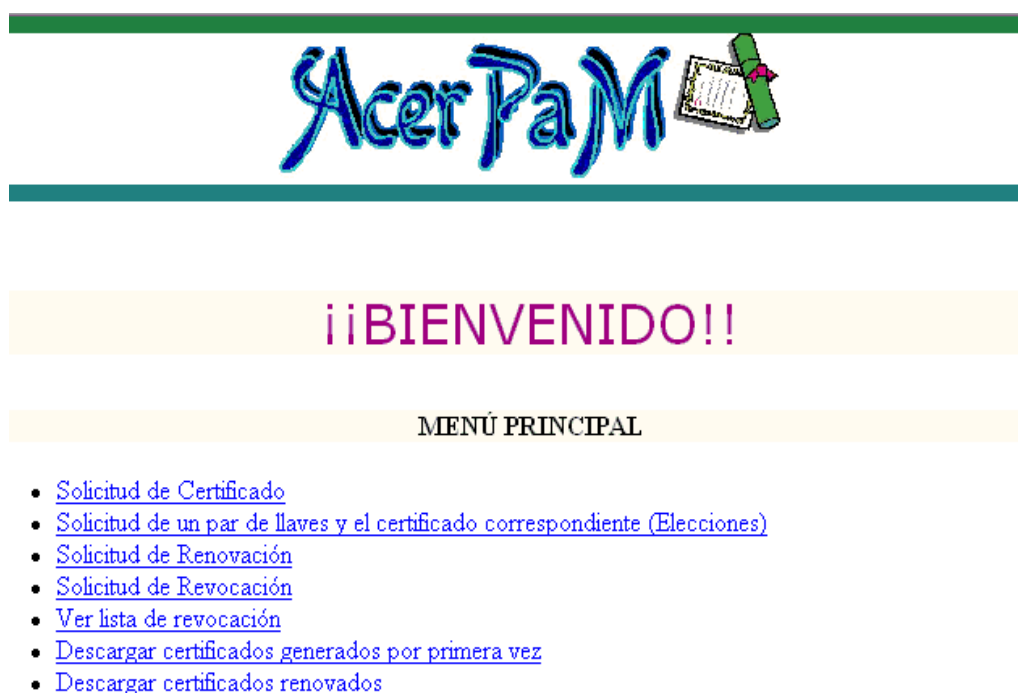 AcerPaM
¡¡BIENVENIDO!!
MENÚ PRINCIPAL
Solicitud de Certificado
Solicitud de un par de llaves y el certificado correspondiente (Elecciones)
Solicitud de Renovación
Solicitud de Revocación
Ver lista de revocación
Descargar certificados generados por primera vez
Descargar certificados renovados